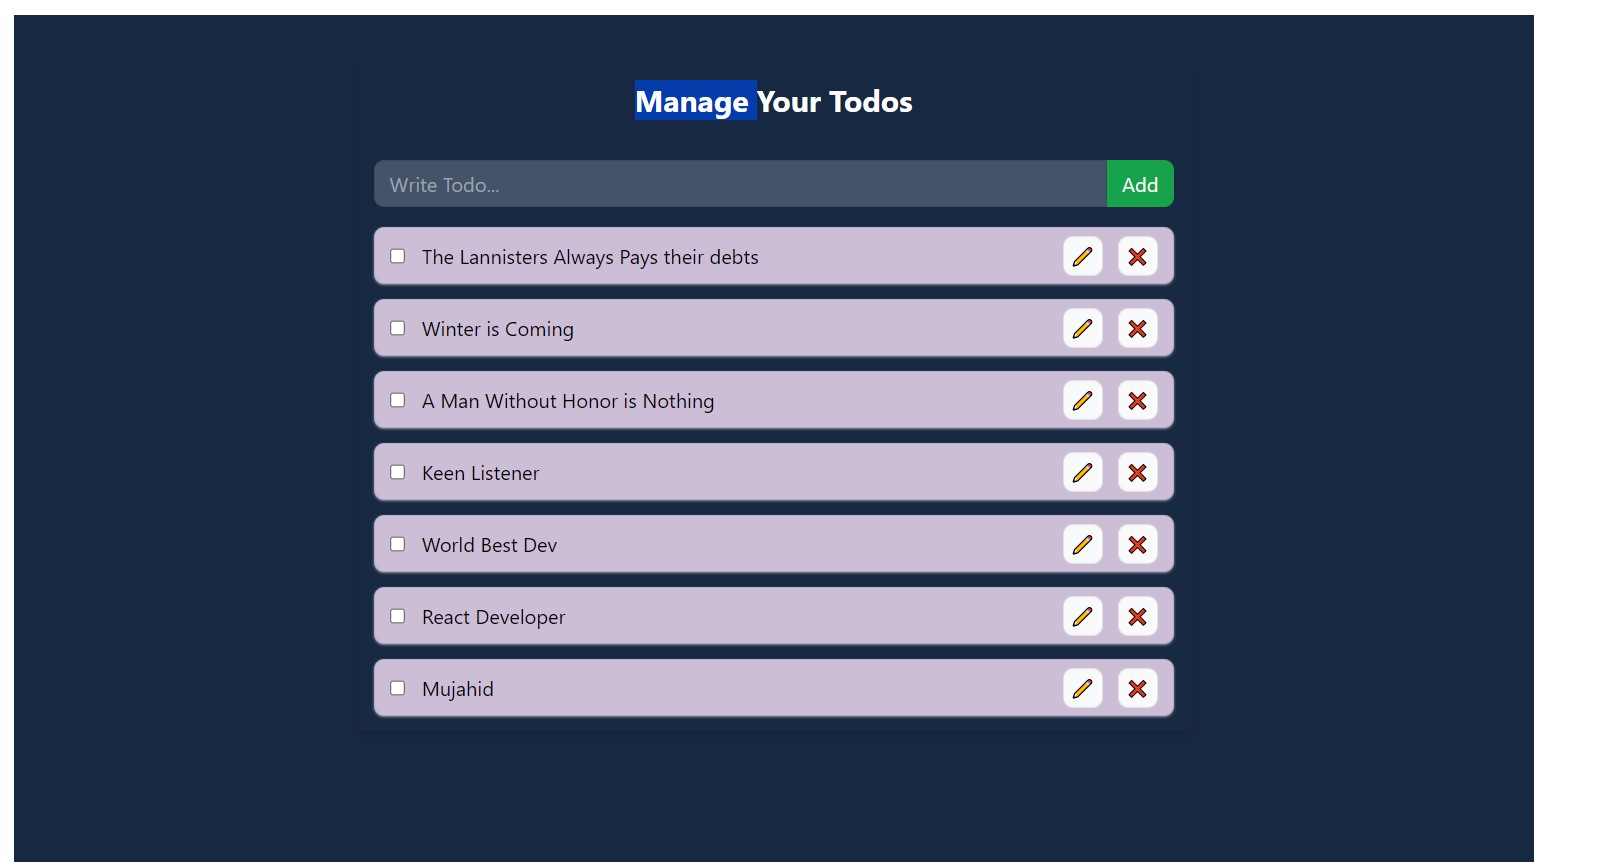 Manage Your Todos
Write Todo...
Add
The Lannisters Always Pays their debts
Winter is Coming
A Man Without Honor is Nothing
Keen Listener
World Best Dev
React Developer
Mujahid